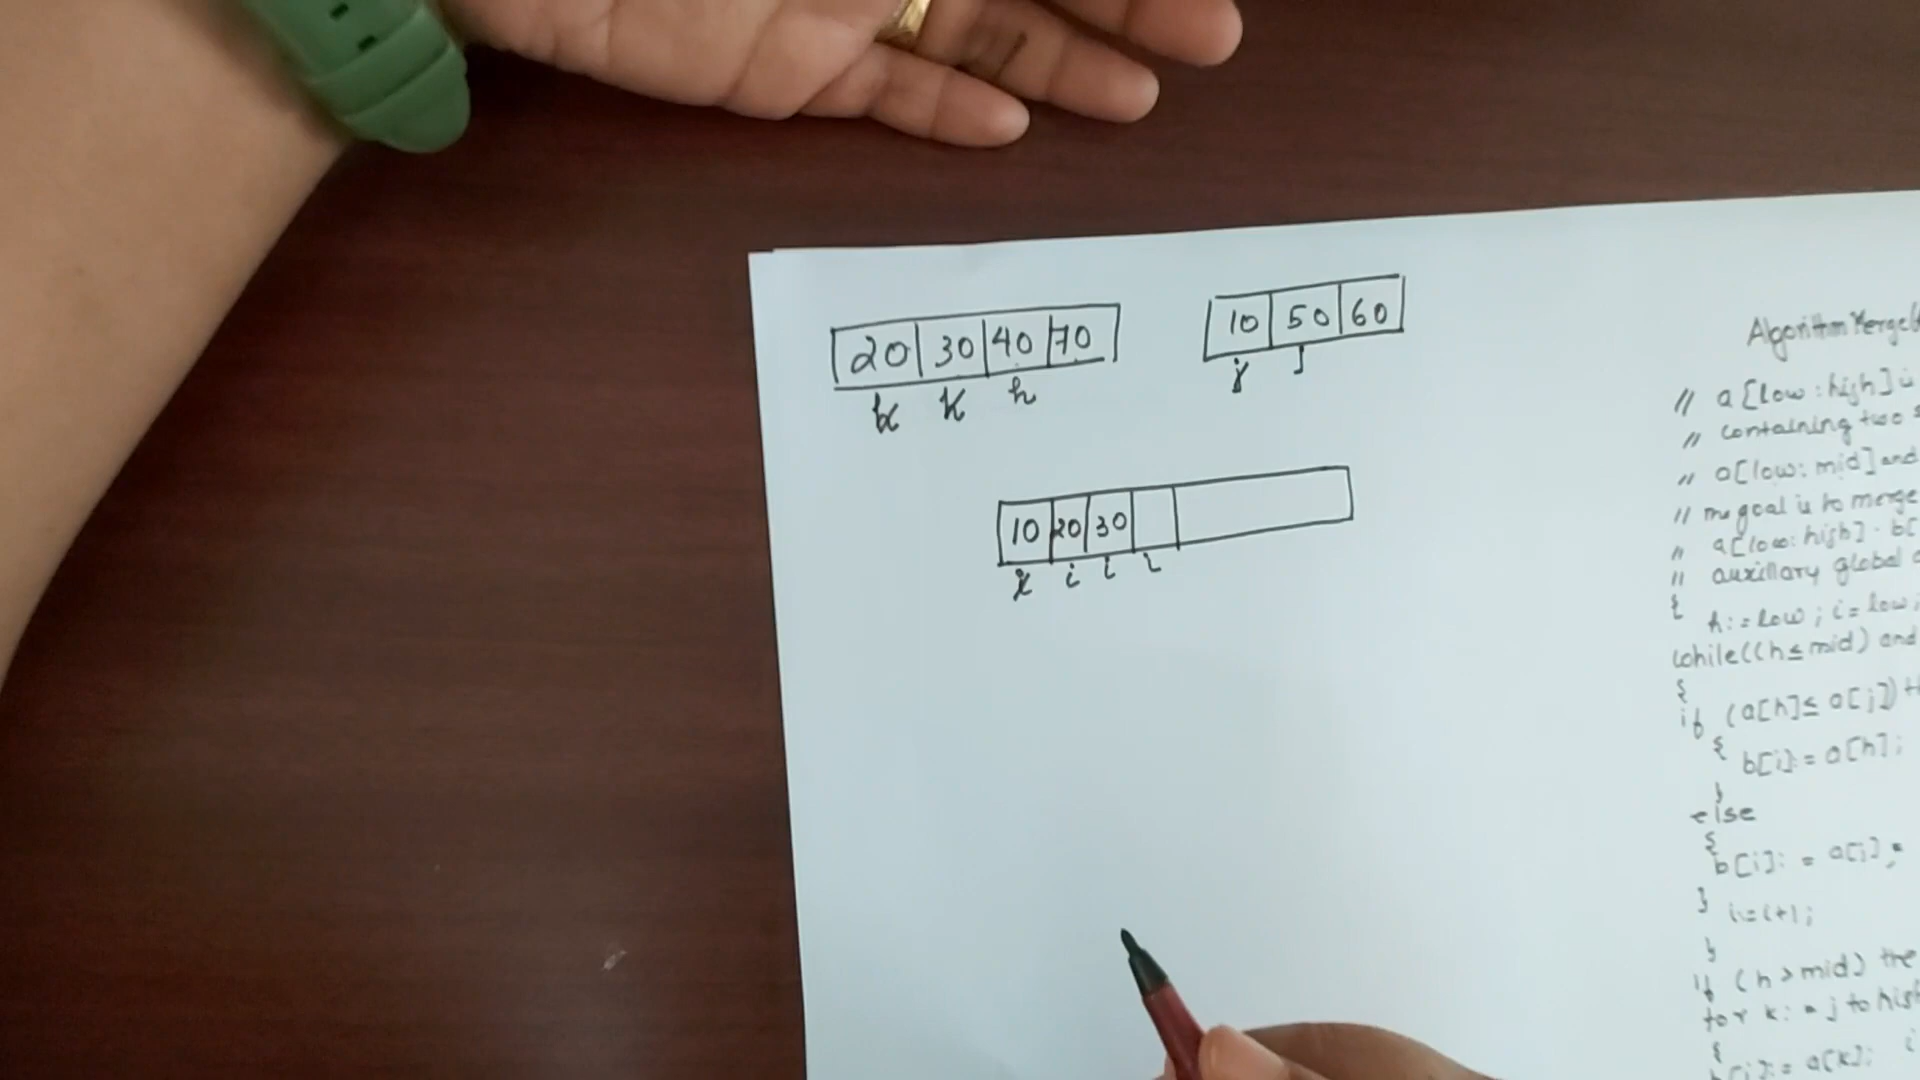 20 30 40 70
h h h
10 50 60
j j
10 20 30
i i i i
Algorithm Merge(
// a[low:high] is
// containing two s
// a[low:mid] and
// the goal is to merge
// a[low:high]. b[
// auxillary global a
{ h:=low; i=low;
while((h≤mid) and
{
if (a[h]≤ a[j]) th
{ b[i]:= a[h];
}
else
{
b[i]:= a[j];
} i=i+1;
}
if (h>mid) the
for k:=j to high
{
b[i]:= a[k]; i